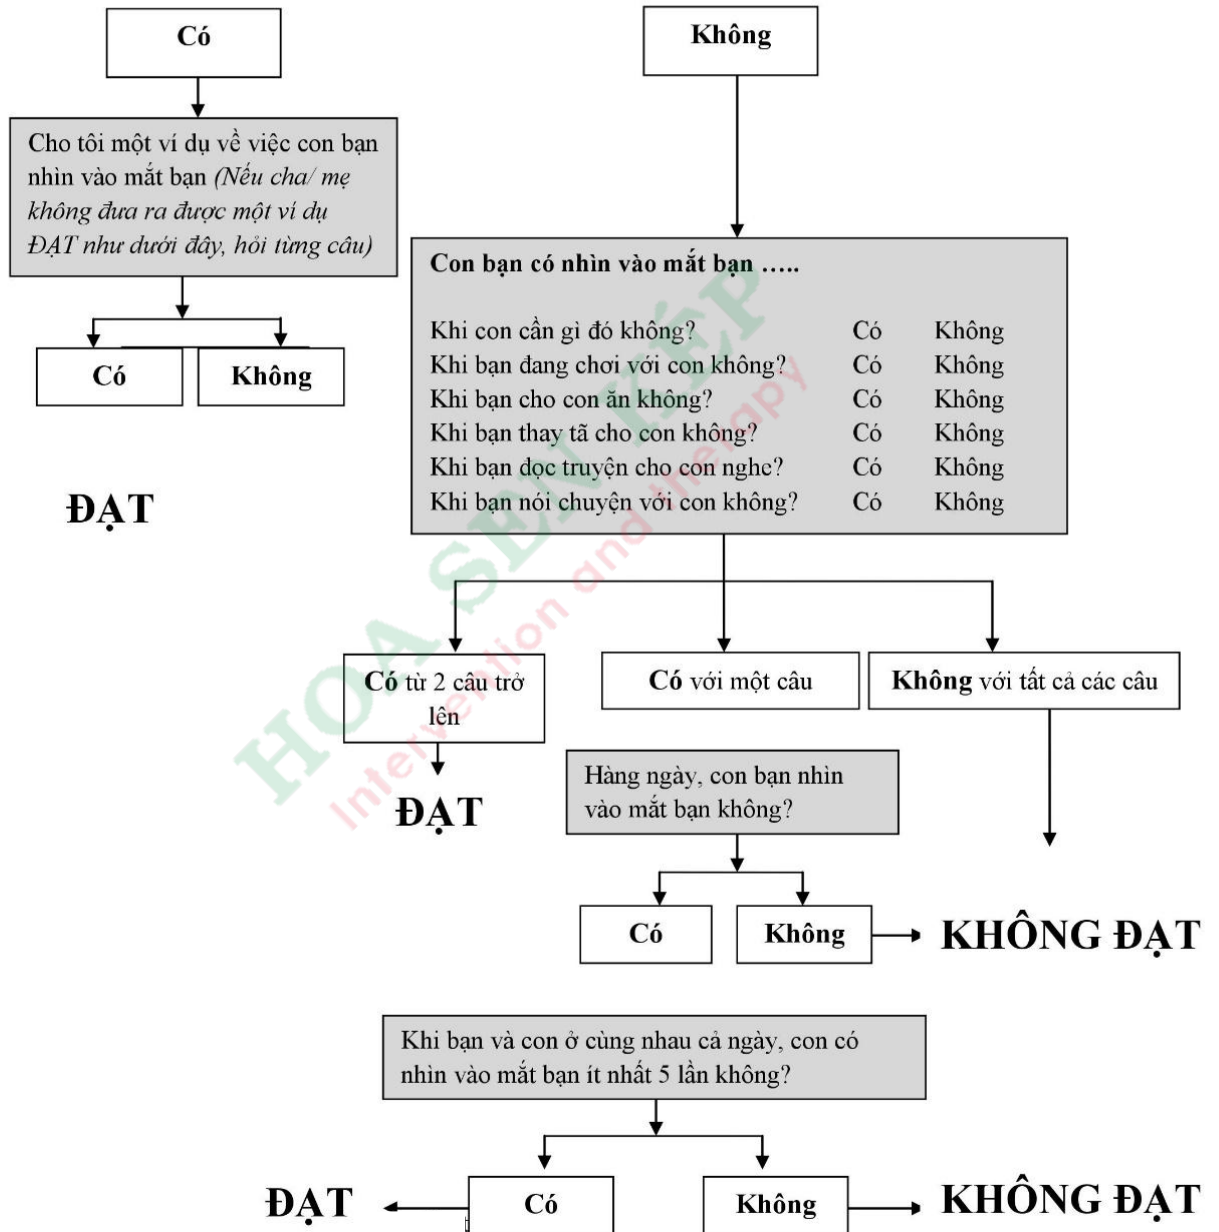 Có
Không
Cho tôi một ví dụ về việc con bạn
nhìn vào mắt bạn (Nếu cha/ mẹ
không đưa ra được một ví dụ
ĐẠT như dưới đây, hỏi từng câu)
Có
Không
ĐẠT
Con bạn có nhìn vào mắt bạn …..
Khi con cần gì đó không? Có Không
Khi bạn đang chơi với con không? Có Không
Khi bạn cho con ăn không? Có Không
Khi bạn thay tã cho con không? Có Không
Khi bạn đọc truyện cho con nghe? Có Không
Khi bạn nói chuyện với con không? Có Không
HOA SEN KÉP
Intervention and therapy
Có từ 2 câu trở
lên
Có với một câu
Không với tất cả các câu
ĐẠT
Hàng ngày, con bạn nhìn
vào mắt bạn không?
Có
Không
KHÔNG ĐẠT
Khi bạn và con ở cùng nhau cả ngày, con có
nhìn vào mắt bạn ít nhất 5 lần không?
ĐẠT
Có
Không
KHÔNG ĐẠT